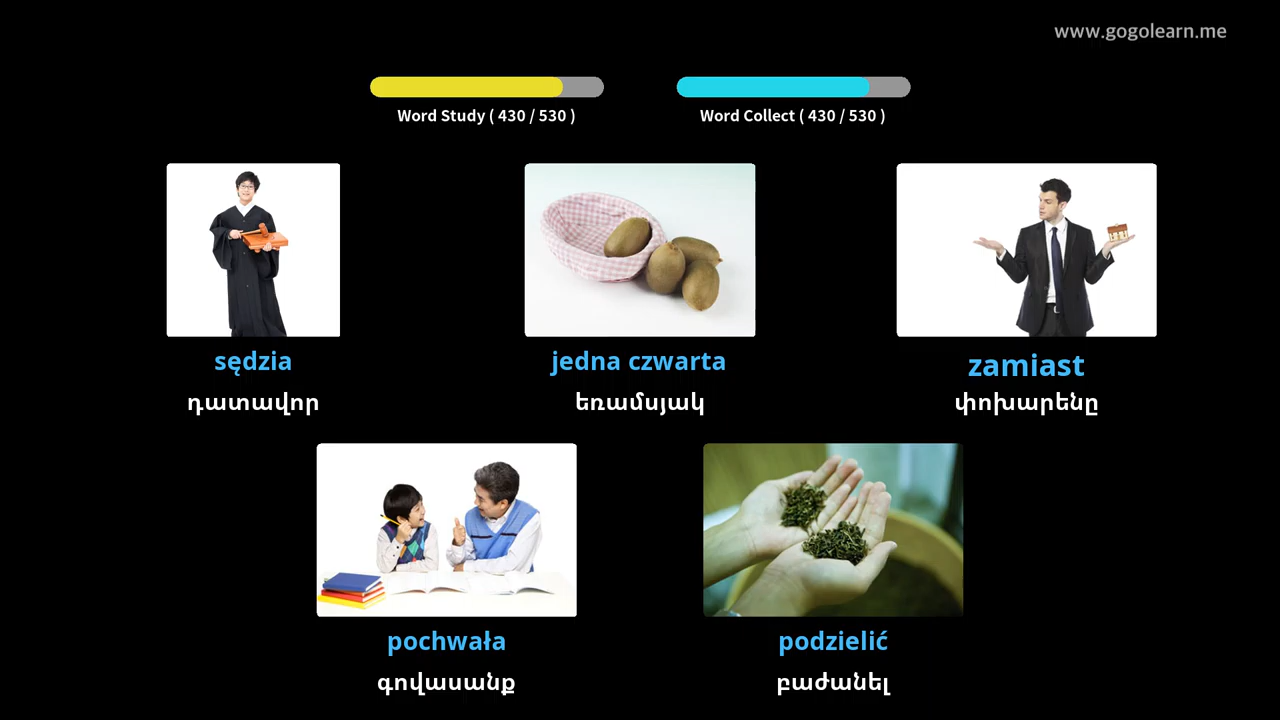 www.gogolearn.me
Word Study ( 430 / 530 )
Word Collect ( 430 / 530 )
sędzia
jedna czwarta
zamiast
դատավոր
եռամսյակ
փոխարենը
pochwała
podzielić
գովասանք
բաժանել